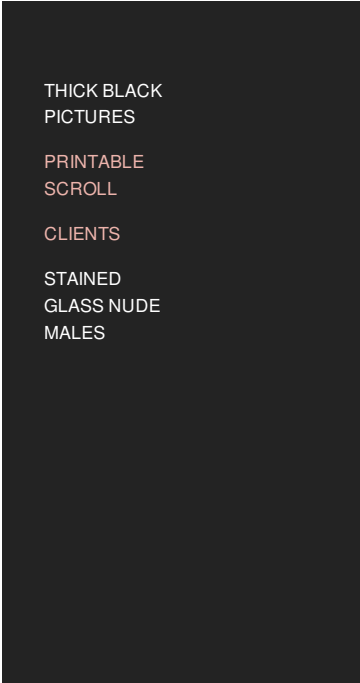 THICK BLACK
PICTURES
PRINTABLE
SCROLL
CLIENTS
STAINED
GLASS NUDE
MALES